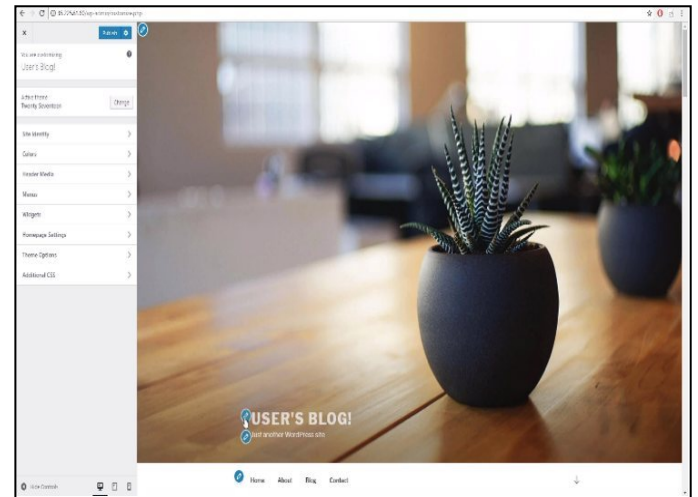 Publish
You are customizing
User's Blog!
Active theme
Twenty Seventeen
Change
Site Identity
Colors
Header Media
Menus
Widgets
Homepage Settings
Theme Options
Additional CSS
USER'S BLOG!
Just another WordPress site
Home About Blog Contact
Hide Controls